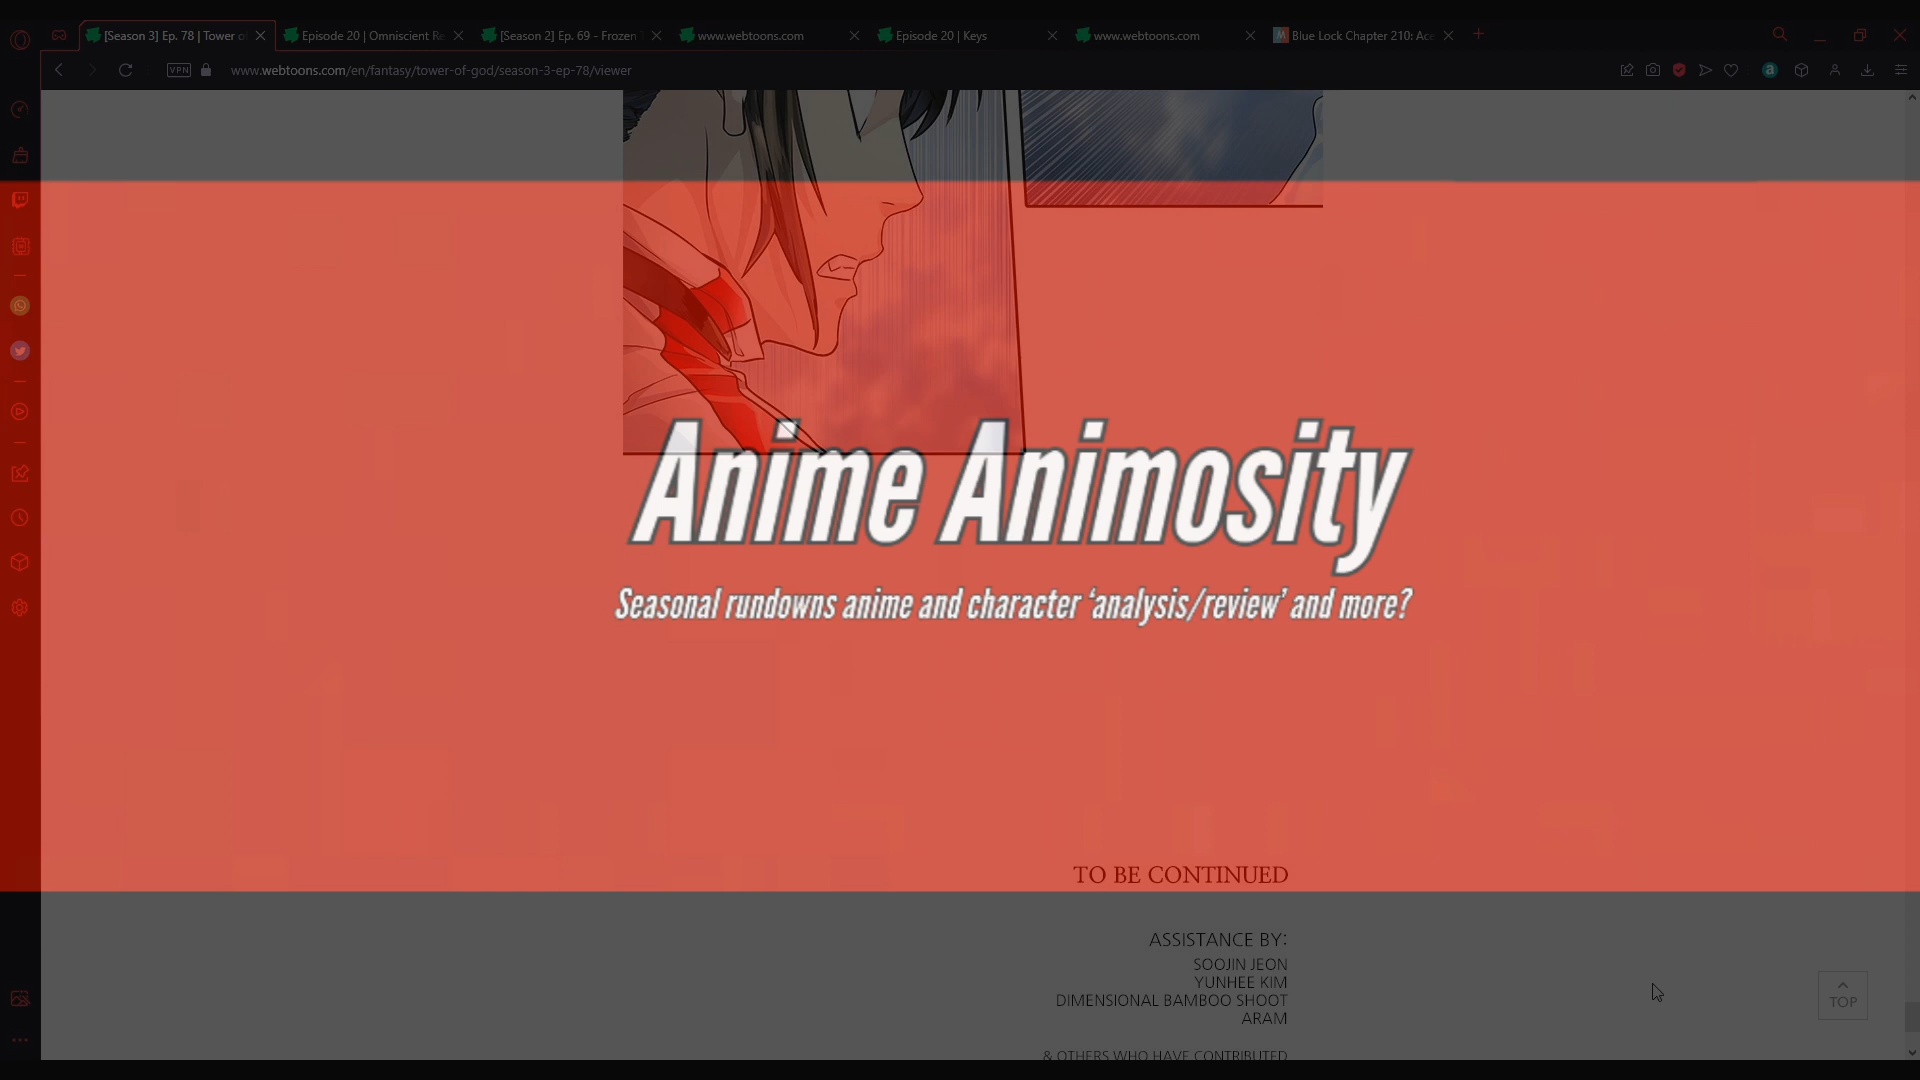 [Season 3] Ep. 78 | Tower o
Episode 20 | Omniscient Re
[Season 2] Ep. 69 - Frozen
www.webtoons.com
Episode 20 | Keys
www.webtoons.com
Blue Lock Chapter 210: Ace
VPN
www.webtoons.com/en/fantasy/tower-of-god/season-3-ep-78/viewer
Anime Animosity
Seasonal rundowns anime and character ‘analysis/review’ and more?
TO BE CONTINUED
ASSISTANCE BY:
SOOJIN JEON
YUNHEE KIM
DIMENSIONAL BAMBOO SHOOT
ARAM
TOP
& OTHERS WHO HAVE CONTRIBUTED